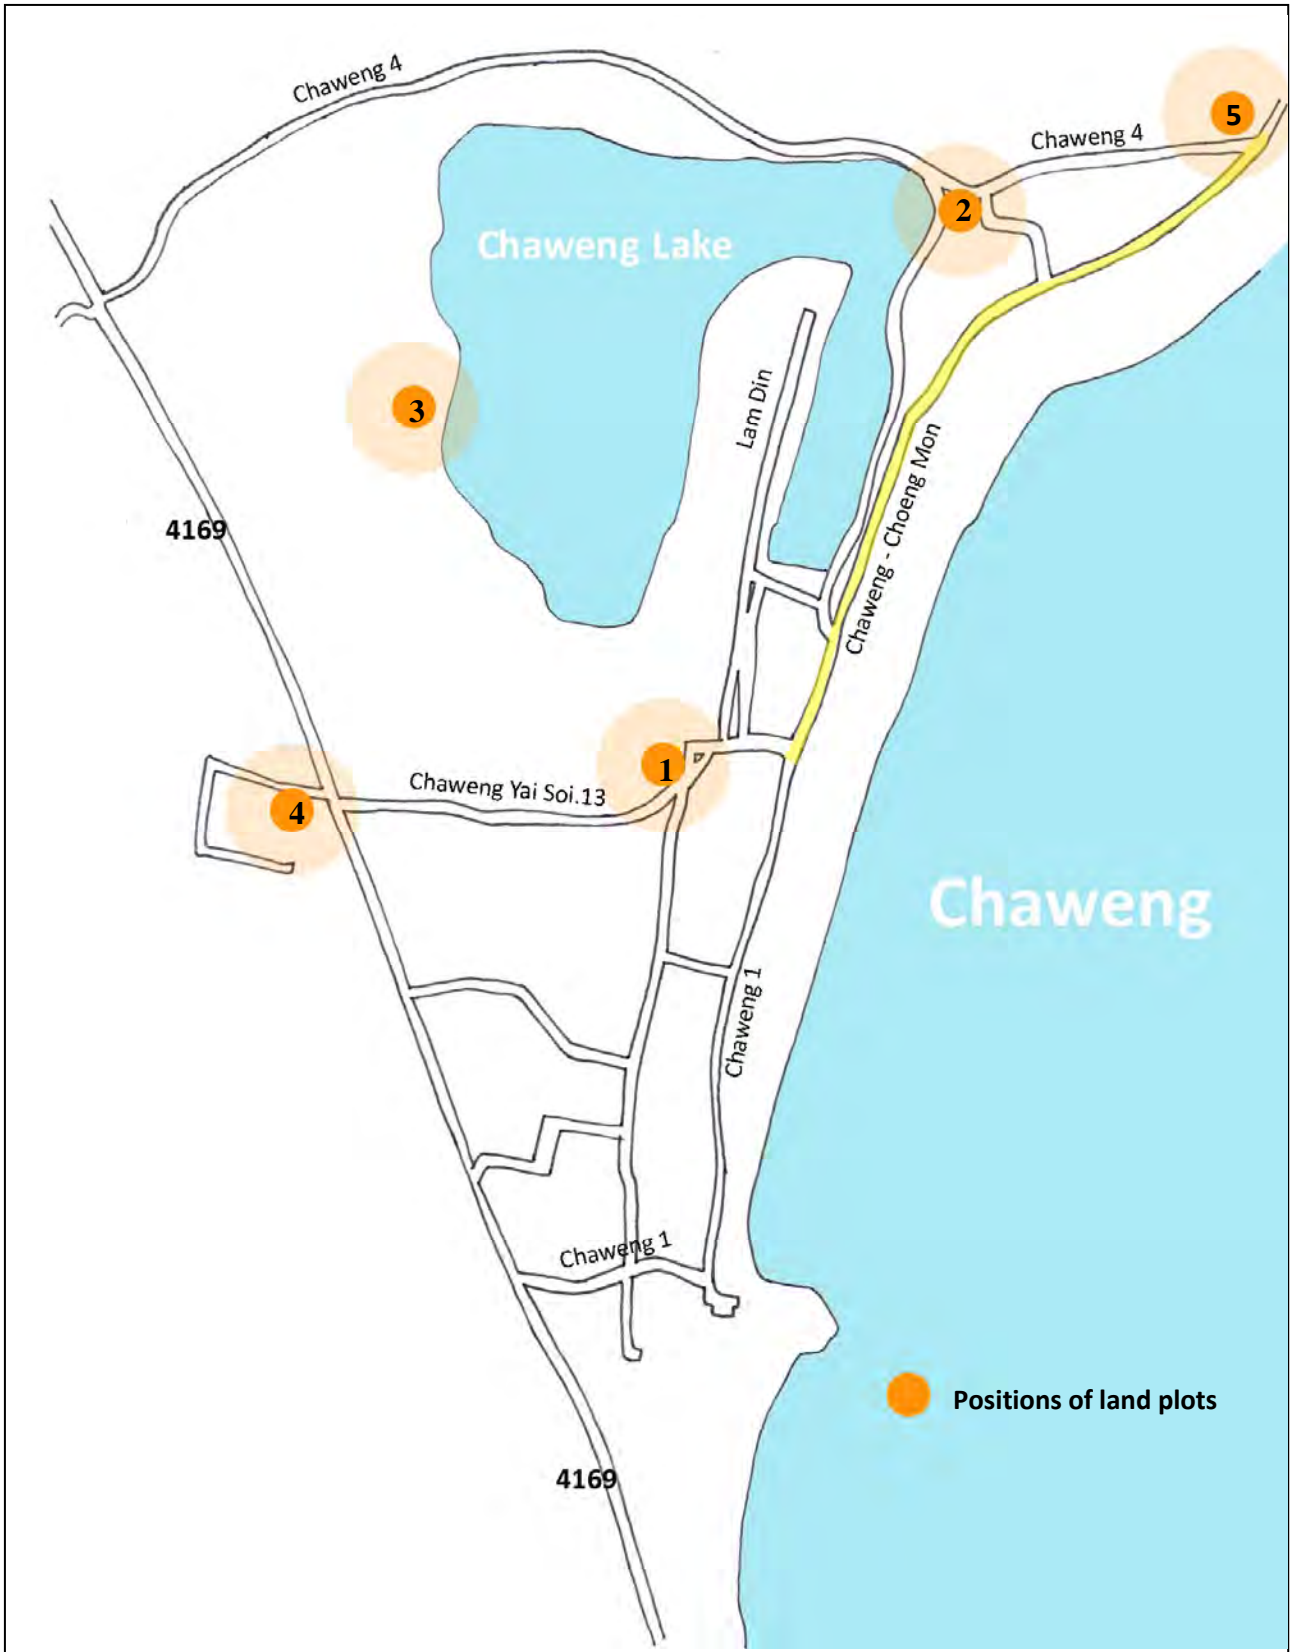 Chaweng 4
5
Chaweng 4
2
Chaweng Lake
3
Lam Din
4169
Chaweng - Choeng Mon
1
Chaweng Yai Soi.13
4
Chaweng
Chaweng 1
Chaweng 1
Positions of land plots
4169